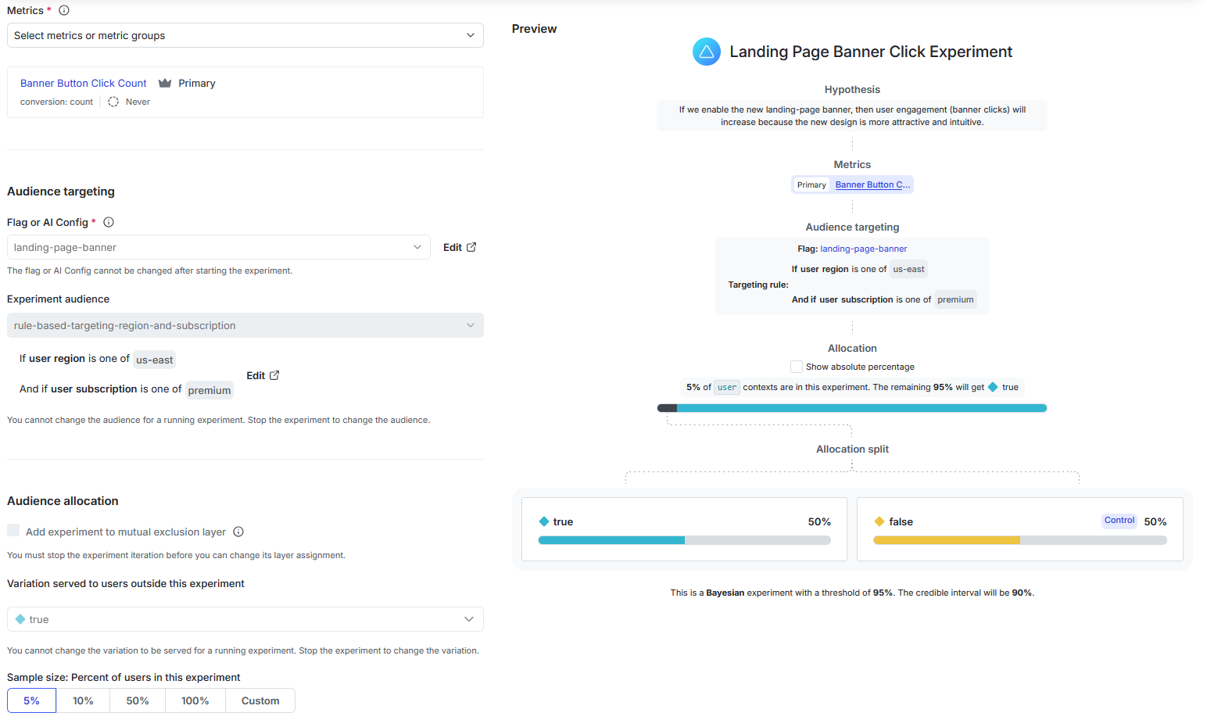 Metrics *
Select metrics or metric groups
Banner Button Click Count Primary
conversion: count Never
Audience targeting
Flag or AI Config *
landing-page-banner Edit
The flag or AI Config cannot be changed after starting the experiment.
Experiment audience
rule-based-targeting-region-and-subscription
If user region is one of us-east
And if user subscription is one of premium
Edit
You cannot change the audience for a running experiment. Stop the experiment to change the audience.
Audience allocation
Add experiment to mutual exclusion layer
You must stop the experiment iteration before you can change its layer assignment.
Variation served to users outside this experiment
true
You cannot change the variation to be served for a running experiment. Stop the experiment to change the variation.
Sample size: Percent of users in this experiment
5% 10% 50% 100% Custom
Preview
Landing Page Banner Click Experiment
Hypothesis
If we enable the new landing-page banner, then user engagement (banner clicks) will
increase because the new design is more attractive and intuitive.
Metrics
Primary Banner Button C...
Audience targeting
Flag: landing-page-banner
Targeting rule:
If user region is one of us-east
And if user subscription is one of premium
Allocation
Show absolute percentage
5% of user contexts are in this experiment. The remaining 95% will get true
Allocation split
true 50%
false Control 50%
This is a Bayesian experiment with a threshold of 95%. The credible interval will be 90%.